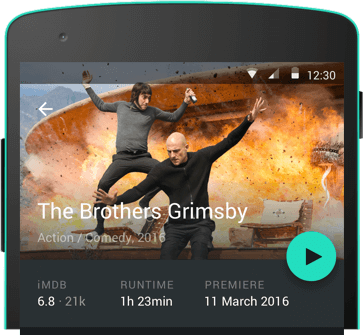 12:30
The Brothers Grimsby
Action / Comedy, 2016
iMDB RUNTIME PREMIERE
6.8 · 21k 1h 23min 11 March 2016